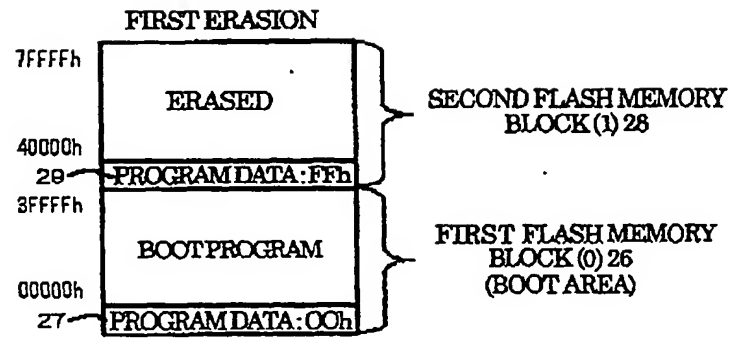 FIRST ERASION
7FFFFh
ERASED
SECOND FLASH MEMORY
BLOCK (1) 28
40000h
29 PROGRAM DATA : FFh
3FFFFh
BOOT PROGRAM
FIRST FLASH MEMORY
BLOCK (0) 26
(BOOT AREA)
00000h
27 PROGRAM DATA : 00h